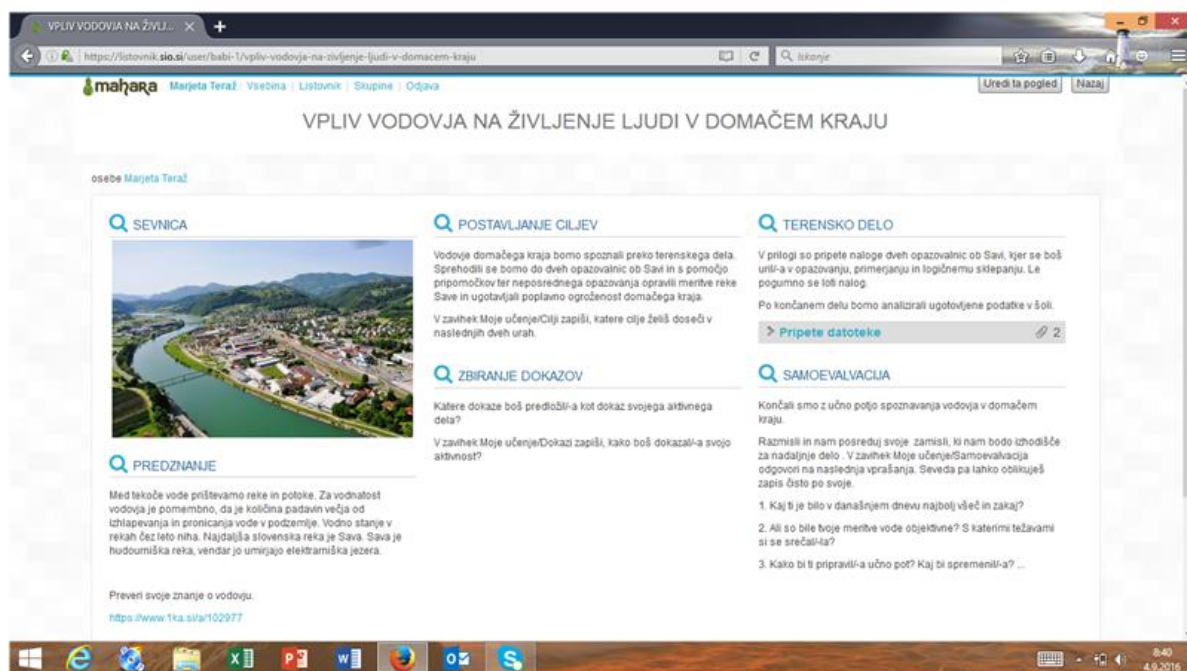 VPLIV VODOVJA NA ŽIVLJ...
https://listovnik.sio.si/user/babi-1/vpliv-vodovja-na-zivljenje-ljudi-v-domacem-kraju
Iskanje
mahara
Marjeta Teraž
Vsebina | Listovnik | Skupine | Odjava
Uredi ta pogled
Nazaj
VPLIV VODOVJA NA ŽIVLJENJE LJUDI V DOMAČEM KRAJU
osebe Marjeta Teraž
SEVNICA
PREDZNANJE
Med tekoče vode prištevamo reke in potoke. Za vodnatost
vodovja je pomembno, da je količina padavin večja od
izhlapevanja in pronicanja vode v podzemlje. Vodno stanje v
rekah čez leto niha. Najdaljša slovenska reka je Sava. Sava je
hudourniška reka, vendar jo umirjajo elektrarniška jezera.
Preveri svoje znanje o vodovju.
https://www.1ka.si/a/102977
POSTAVLJANJE CILJEV
Vodovje domačega kraja bomo spoznali preko terenskega dela.
Sprehodili se bomo do dveh opazovalnic ob Savi in s pomočjo
pripomočkov ter neposrednega opazovanja opravili meritve reke
Save in ugotavljali poplavno ogroženost domačega kraja.
V zavihek Moje učenje/Cilji zapiši, katere cilje želiš doseči v
naslednjih dveh urah.
ZBIRANJE DOKAZOV
Katere dokaze boš predložil/-a kot dokaz svojega aktivnega
dela?
V zavihek Moje učenje/Dokazi zapiši, kako boš dokazal/-a svojo
aktivnost?
TERENSKO DELO
V prilogi so pripete naloge dveh opazovalnic ob Savi, kjer se boš
uril/-a v opazovanju, primerjanju in logičnemu sklepanju. Le
pogumno se loti nalog.
Po končanem delu bomo analizirali ugotovljene podatke v šoli.
Pripete datoteke 2
SAMOEVALVACIJA
Končali smo z učno potjo spoznavanja vodovja v domačem
kraju.
Razmisli in nam posreduj svoje zamisli, ki nam bodo izhodišče
za nadaljnje delo . V zavihek Moje učenje/Samoevalvacija
odgovori na naslednja vprašanja. Seveda pa lahko oblikuješ
zapis čisto po svoje.
1. Kaj ti je bilo v današnjem dnevu najbolj všeč in zakaj?
2. Ali so bile tvoje meritve vode objektivne? S katerimi težavami
si se srečal/-la?
3. Kako bi ti pripravil/-a učno pot? Kaj bi spremenil/-a? ...
8:40
4.9.2016